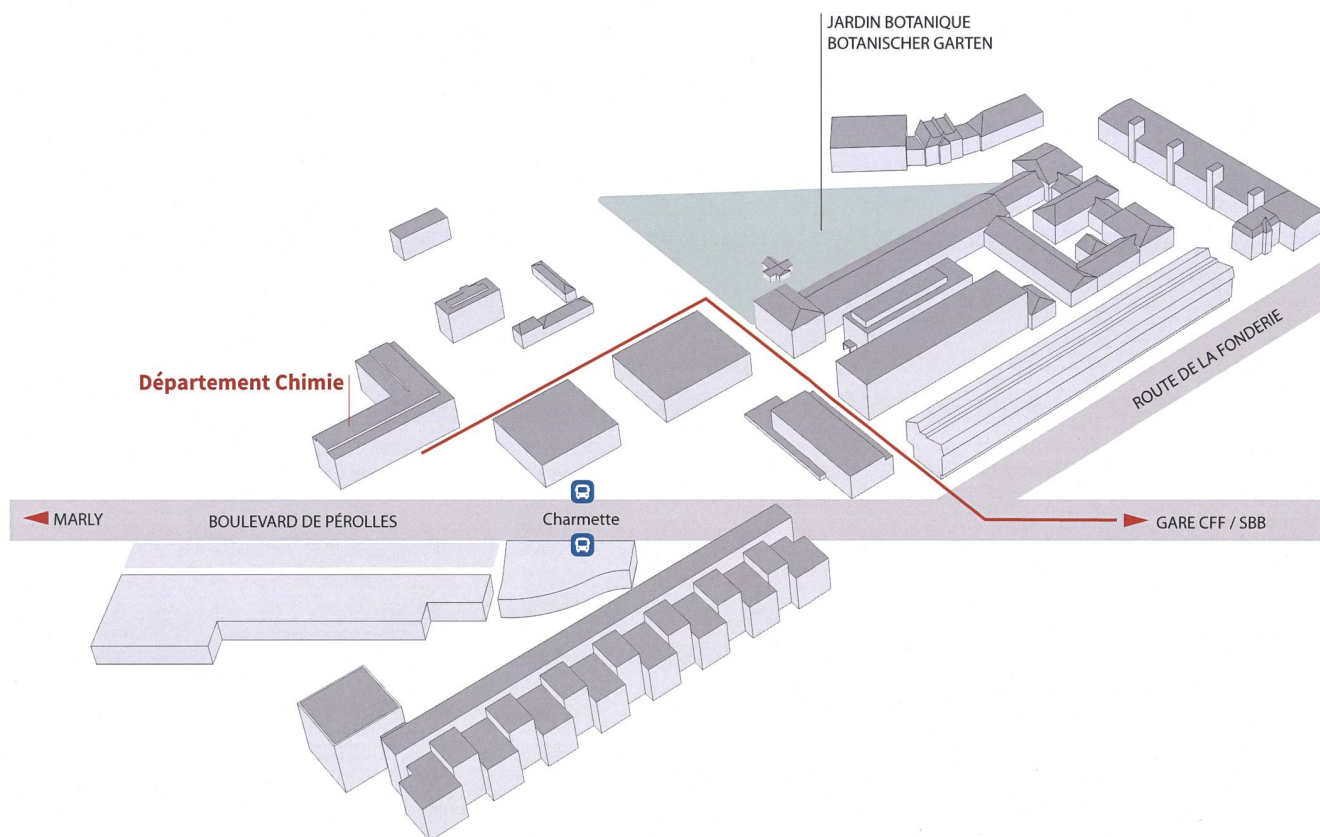 JARDIN BOTANIQUE
BOTANISCHER GARTEN
Département Chimie
ROUTE DE LA FONDERIE
MARLY
BOULEVARD DE PÉROLLES
Charmette
GARE CFF / SBB